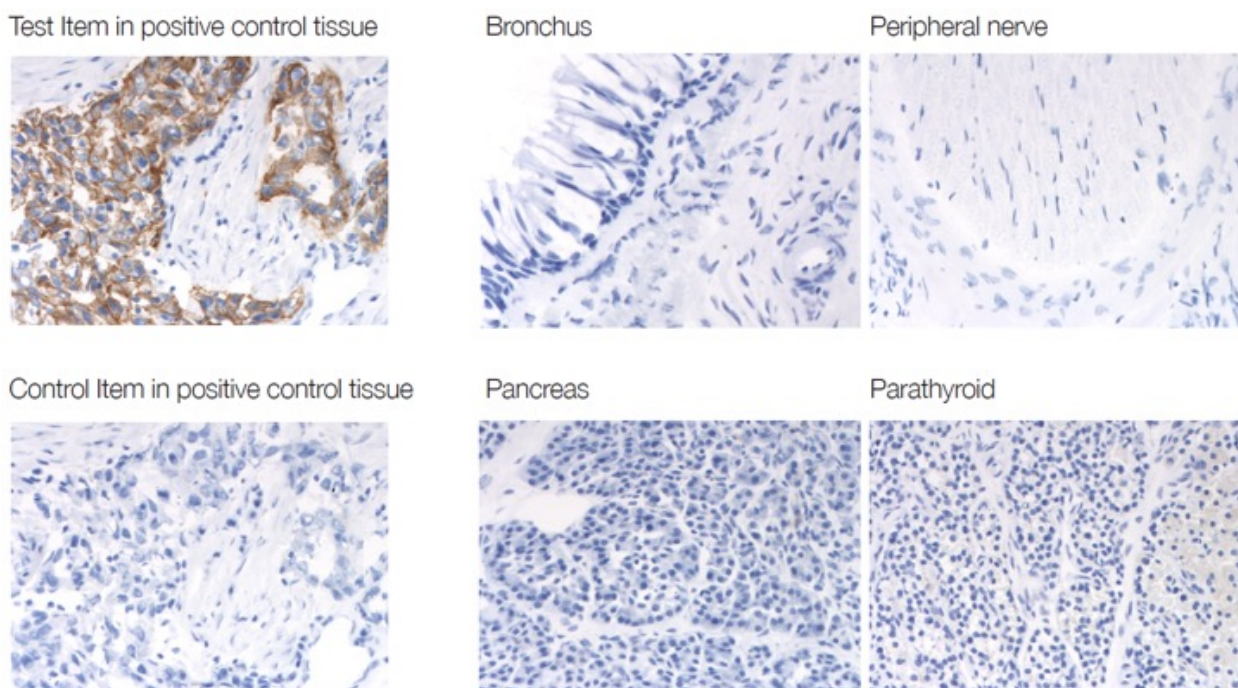 Test Item in positive control tissue
Bronchus
Peripheral nerve
Control Item in positive control tissue
Pancreas
Parathyroid